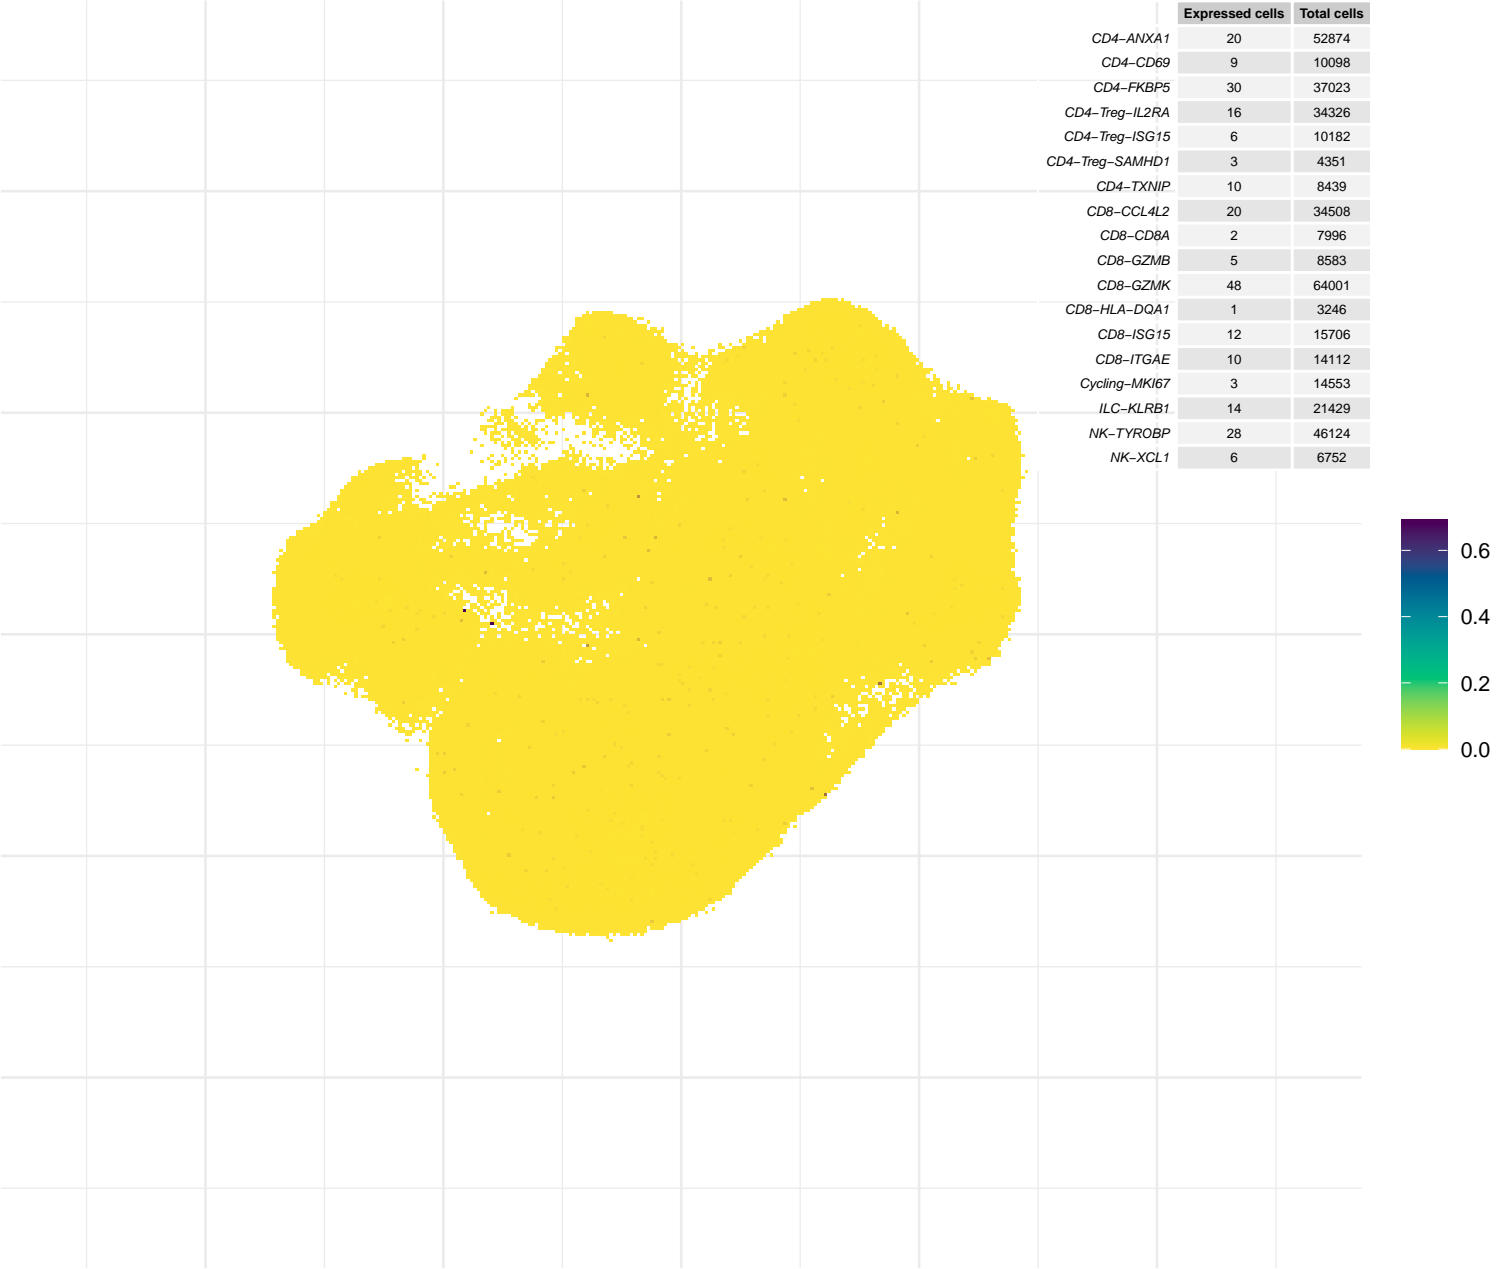 Expressed cells Total cells
CD4−ANXA1 20 52874
CD4−CD69 9 10098
CD4−FKBP5 30 37023
CD4−Treg−IL2RA 16 34326
CD4−Treg−ISG15 6 10182
CD4−Treg−SAMHD1 3 4351
CD4−TXNIP 10 8439
CD8−CCL4L2 20 34508
CD8−CD8A 2 7996
CD8−GZMB 5 8583
CD8−GZMK 48 64001
CD8−HLA−DQA1 1 3246
CD8−ISG15 12 15706
CD8−ITGAE 10 14112
Cycling−MKI67 3 14553
ILC−KLRB1 14 21429
NK−TYROBP 28 46124
NK−XCL1 6 6752
0.6
0.4
0.2
0.0